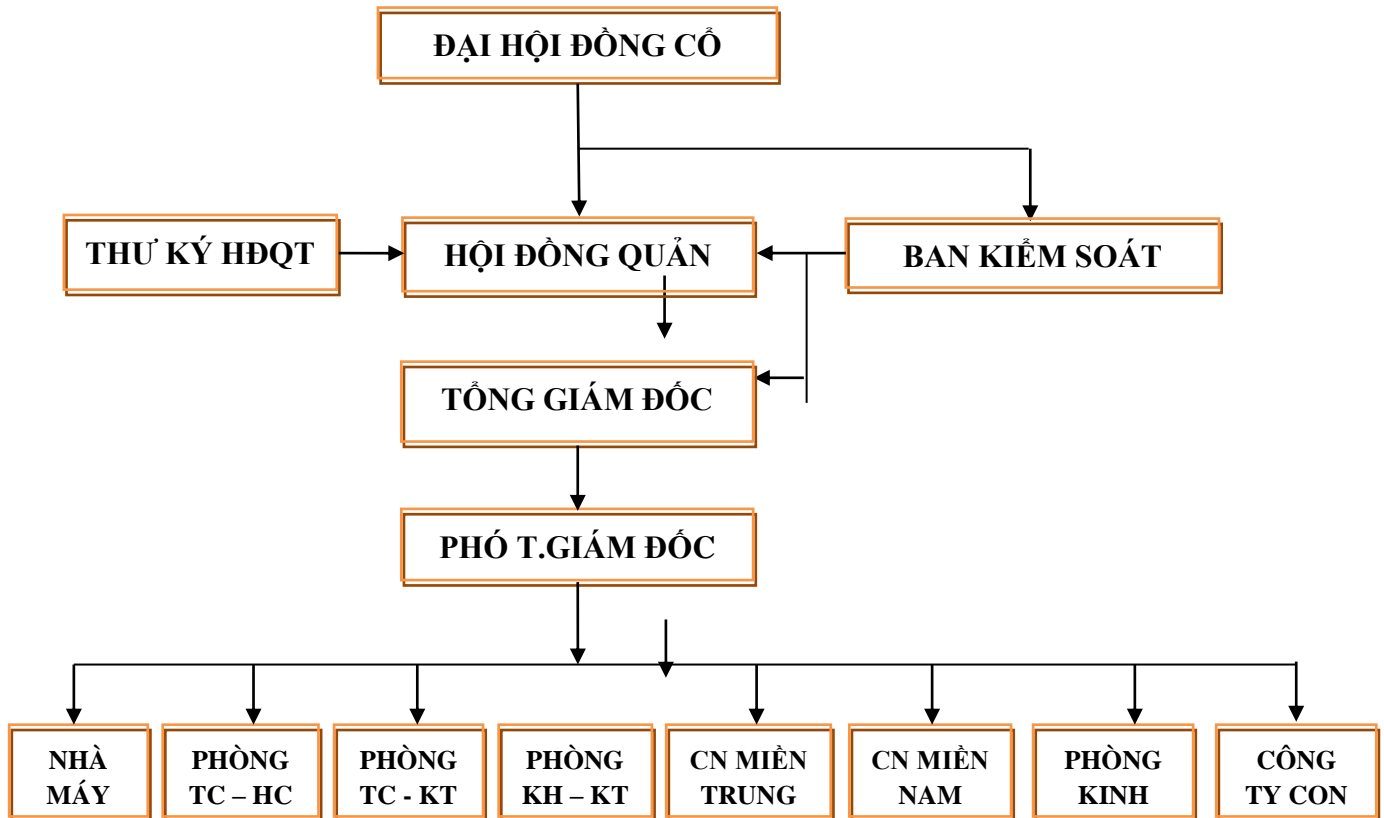 ĐẠI HỘI ĐỒNG CỔ
THƯ KÝ HĐQT
HỘI ĐỒNG QUẢN
BAN KIỂM SOÁT
TỔNG GIÁM ĐỐC
PHÓ T.GIÁM ĐỐC
NHÀ
MÁY
PHÒNG
TC – HC
PHÒNG
TC - KT
PHÒNG
KH – KT
CN MIỀN
TRUNG
CN MIỀN
NAM
PHÒNG
KINH
CÔNG
TY CON